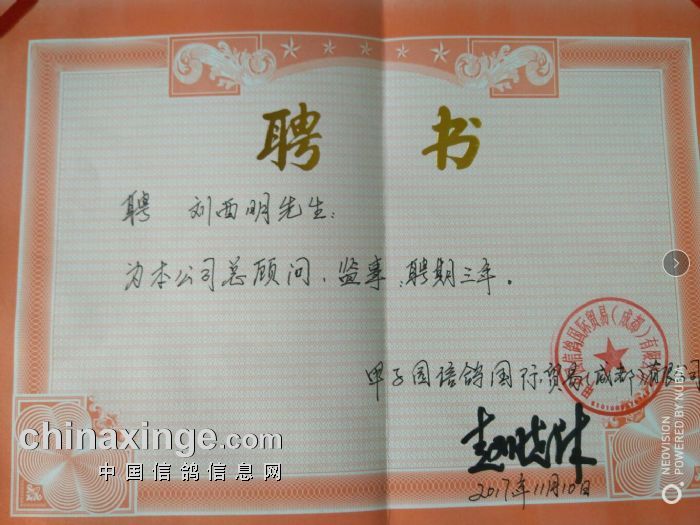 聘 书
聘 刘西明先生：
为本公司总顾问、监事，聘期三年。
甲子园信鸽国际贸易（成都）有限公司
2017年11月10日
chinaxinge.com
中国信鸽信息网
NEOVISION
POWERED BY NUBIA